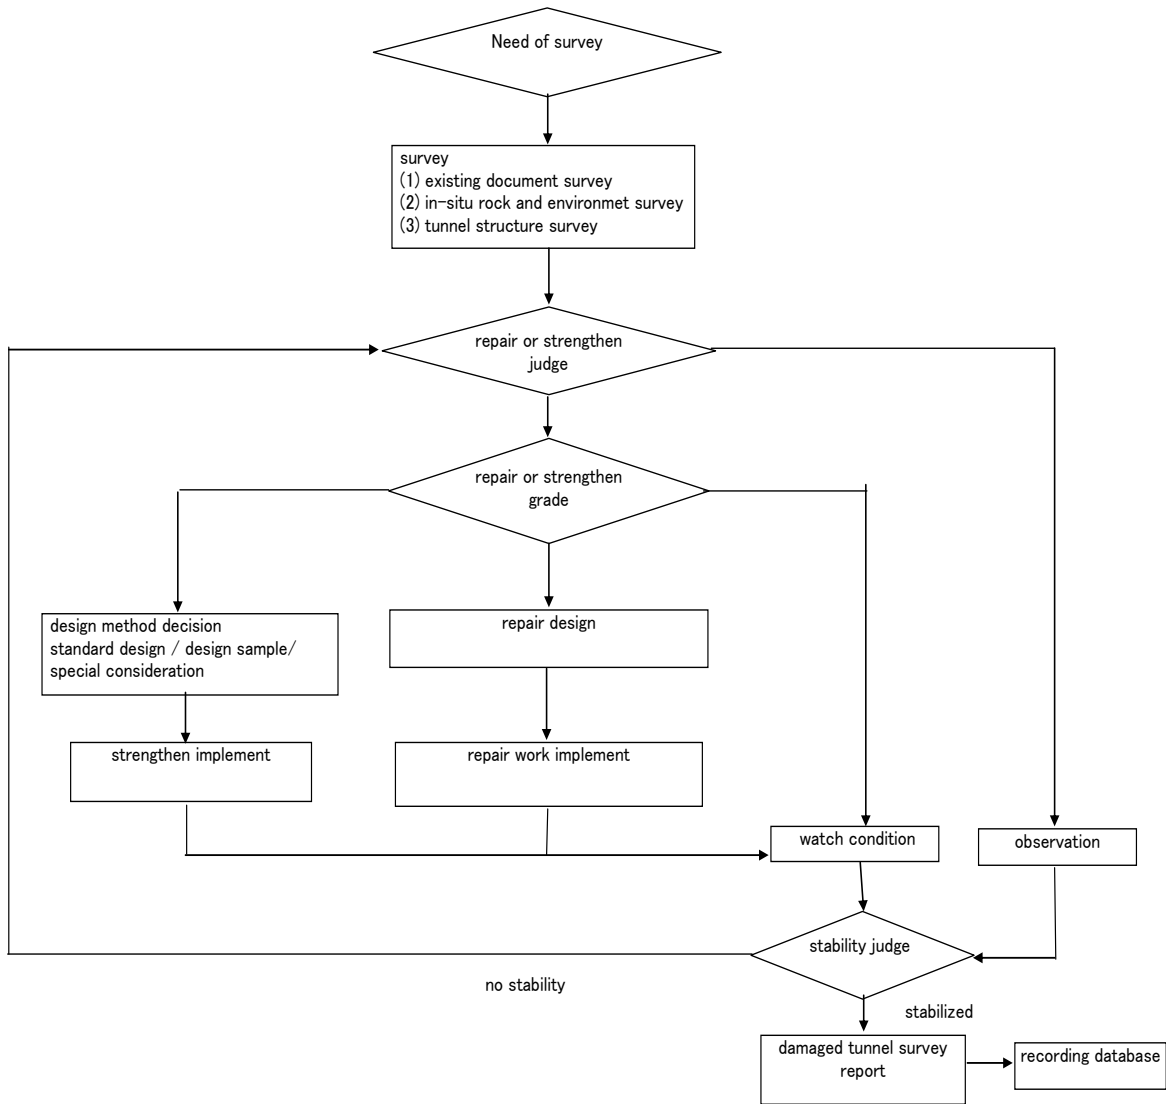 Need of survey
survey
(1) existing document survey
(2) in-situ rock and environmet survey
(3) tunnel structure survey
repair or strengthen
judge
repair or strengthen
grade
design method decision
standard design / design sample/
special consideration
repair design
strengthen implement
repair work implement
watch condition
observation
stability judge
no stability
stabilized
damaged tunnel survey
report
recording database